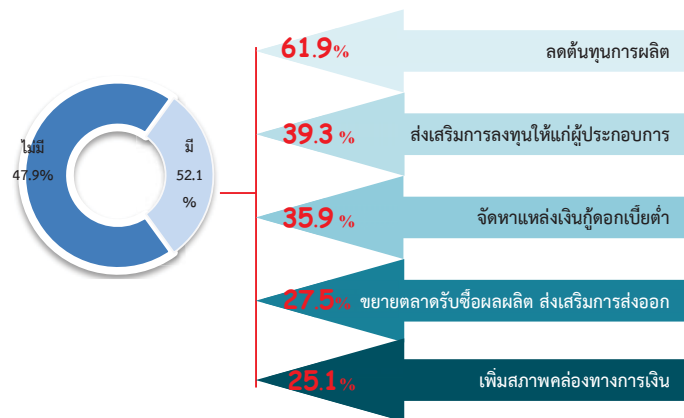 ไม่มี
47.9%
มี
52.1
%
61.9% ลดต้นทุนการผลิต
39.3 % ส่งเสริมการลงทุนให้แก่ผู้ประกอบการ
35.9 % จัดหาแหล่งเงินกู้ดอกเบี้ยต่ำ
27.5% ขยายตลาดรับซื้อผลผลิต ส่งเสริมการส่งออก
25.1% เพิ่มสภาพคล่องทางการเงิน